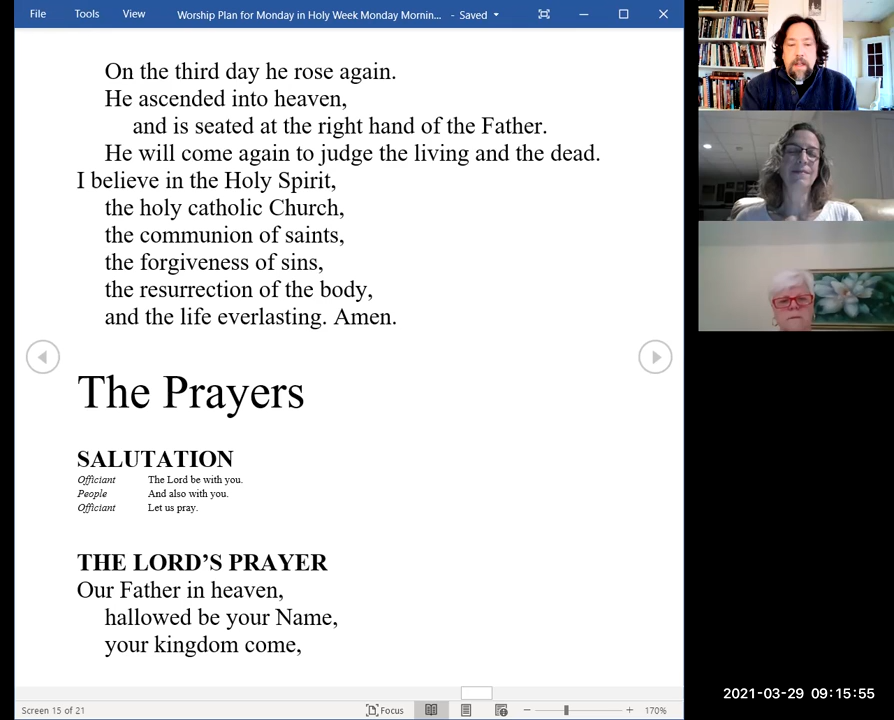 File Tools View Worship Plan for Monday in Holy Week Monday Mornin... - Saved
On the third day he rose again.
He ascended into heaven,
and is seated at the right hand of the Father.
He will come again to judge the living and the dead.
I believe in the Holy Spirit,
the holy catholic Church,
the communion of saints,
the forgiveness of sins,
the resurrection of the body,
and the life everlasting. Amen.
The Prayers
SALUTATION
Officiant The Lord be with you.
People And also with you.
Officiant Let us pray.
THE LORD'S PRAYER
Our Father in heaven,
hallowed be your Name,
your kingdom come,
Screen 15 of 21 Focus 170%
2021-03-29 09:15:55